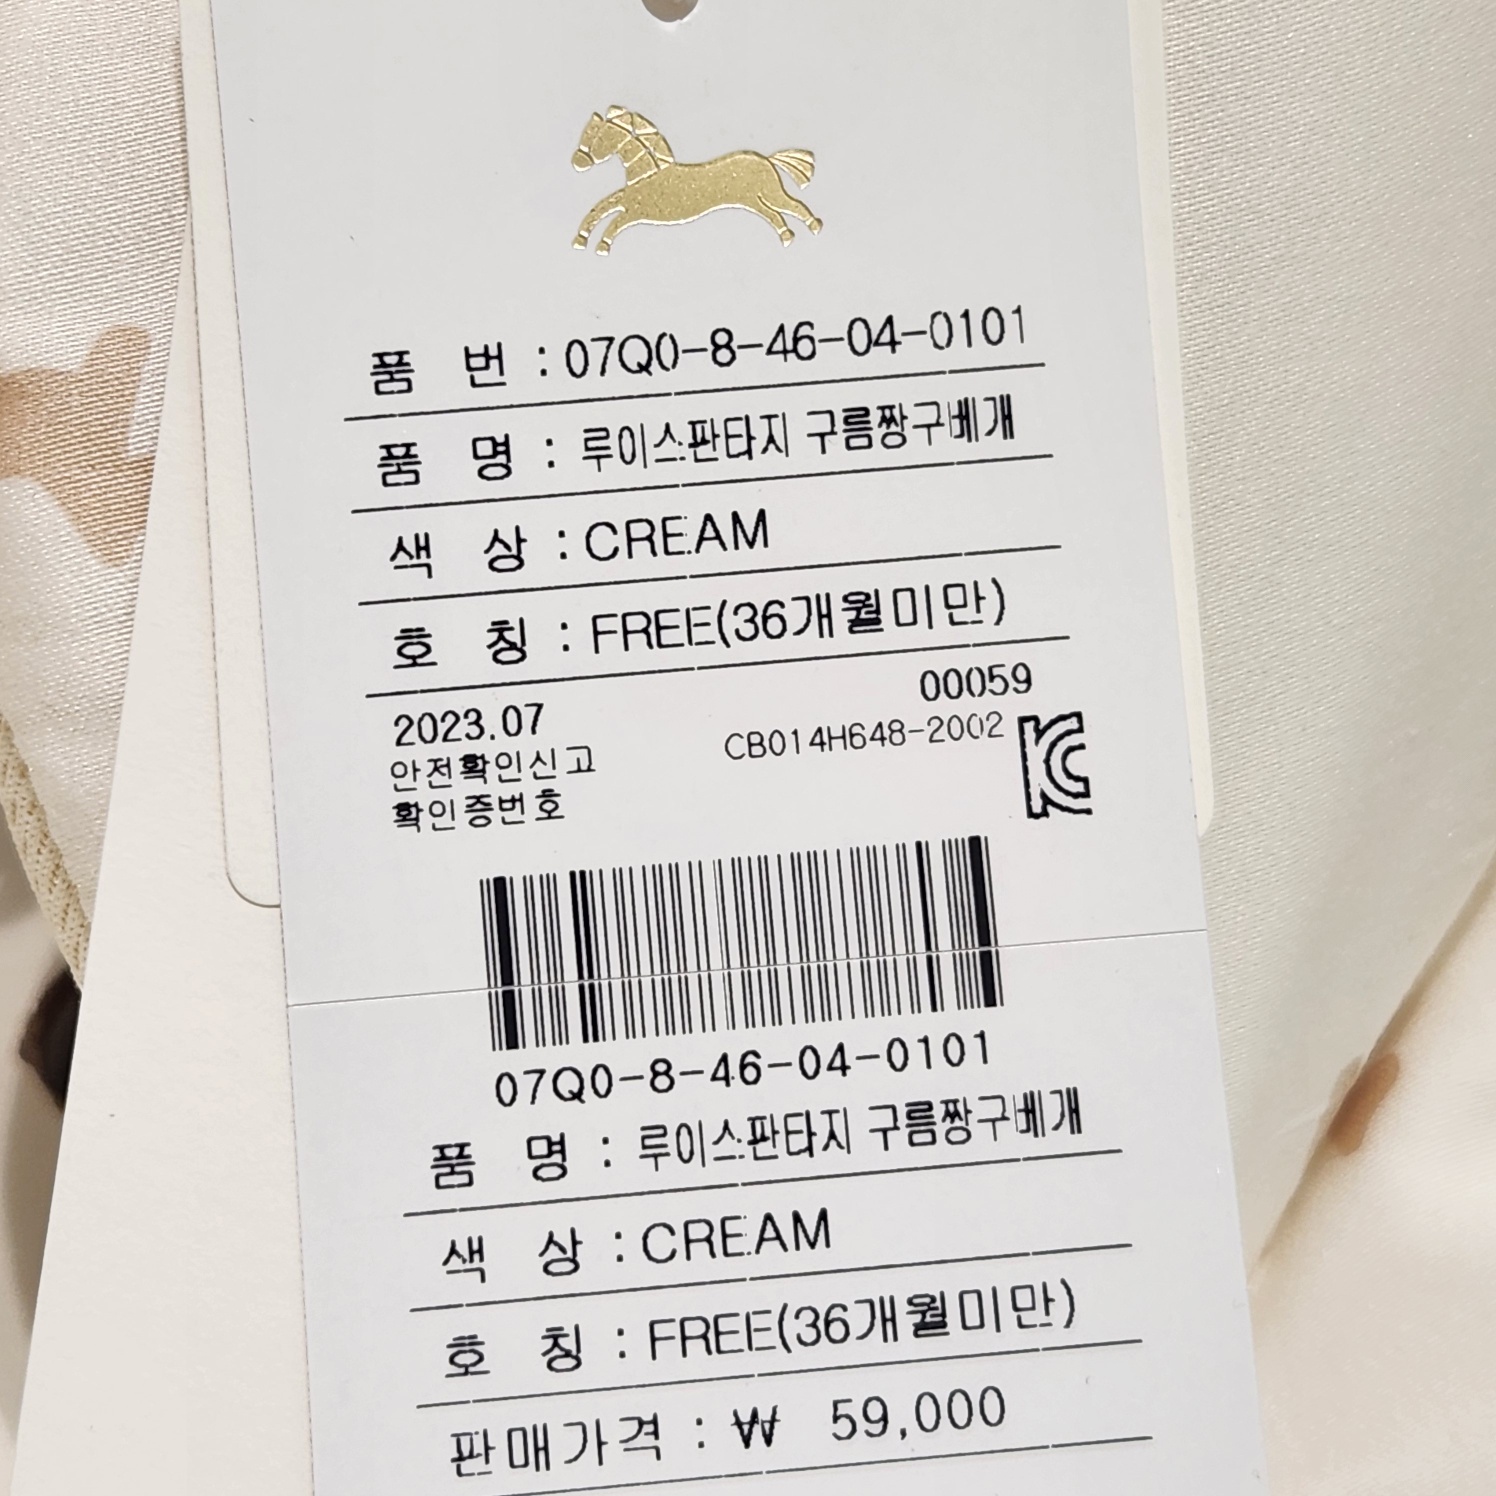 품 번 : 07Q0-8-46-04-0101
품 명 : 루이스판타지 구름짱구베개
색 상 : CREAM
호 칭 : FREE(36개월미만)
00059
2023.07
안전확인신고 CB014H648-2002
확인증번호
07Q0-8-46-04-0101
품 명 : 루이스판타지 구름짱구베개
색 상 : CREAM
호 칭 : FREE(36개월미만)
판매가격 : ₩ 59,000